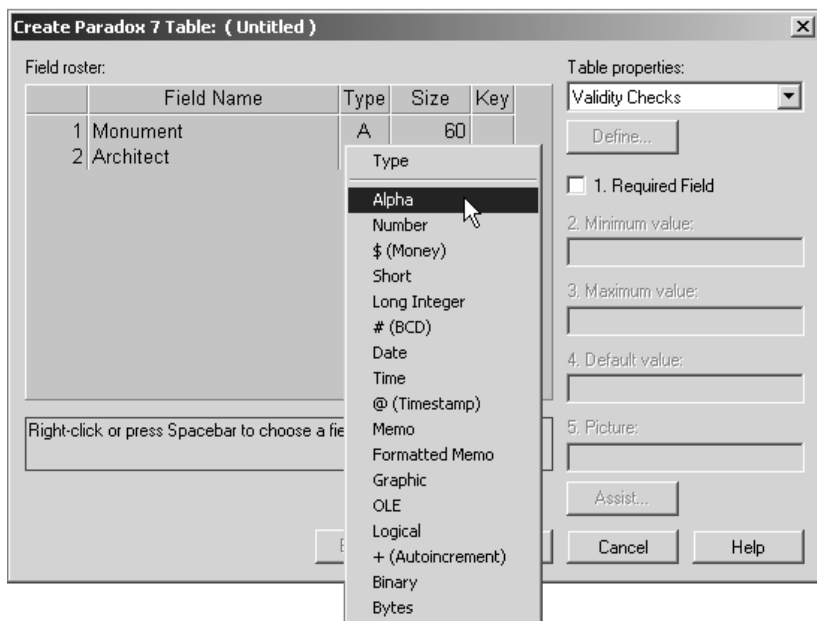 Create Paradox 7 Table: ( Untitled )
Field roster:
Field Name Type Size Key
1 Monument A 60
2 Architect
Right-click or press Spacebar to choose a fie
Type
Alpha
Number
$ (Money)
Short
Long Integer
# (BCD)
Date
Time
@ (Timestamp)
Memo
Formatted Memo
Graphic
OLE
Logical
+ (Autoincrement)
Binary
Bytes
Table properties:
Validity Checks
Define...
1. Required Field
2. Minimum value:
3. Maximum value:
4. Default value:
5. Picture:
Assist...
Cancel Help